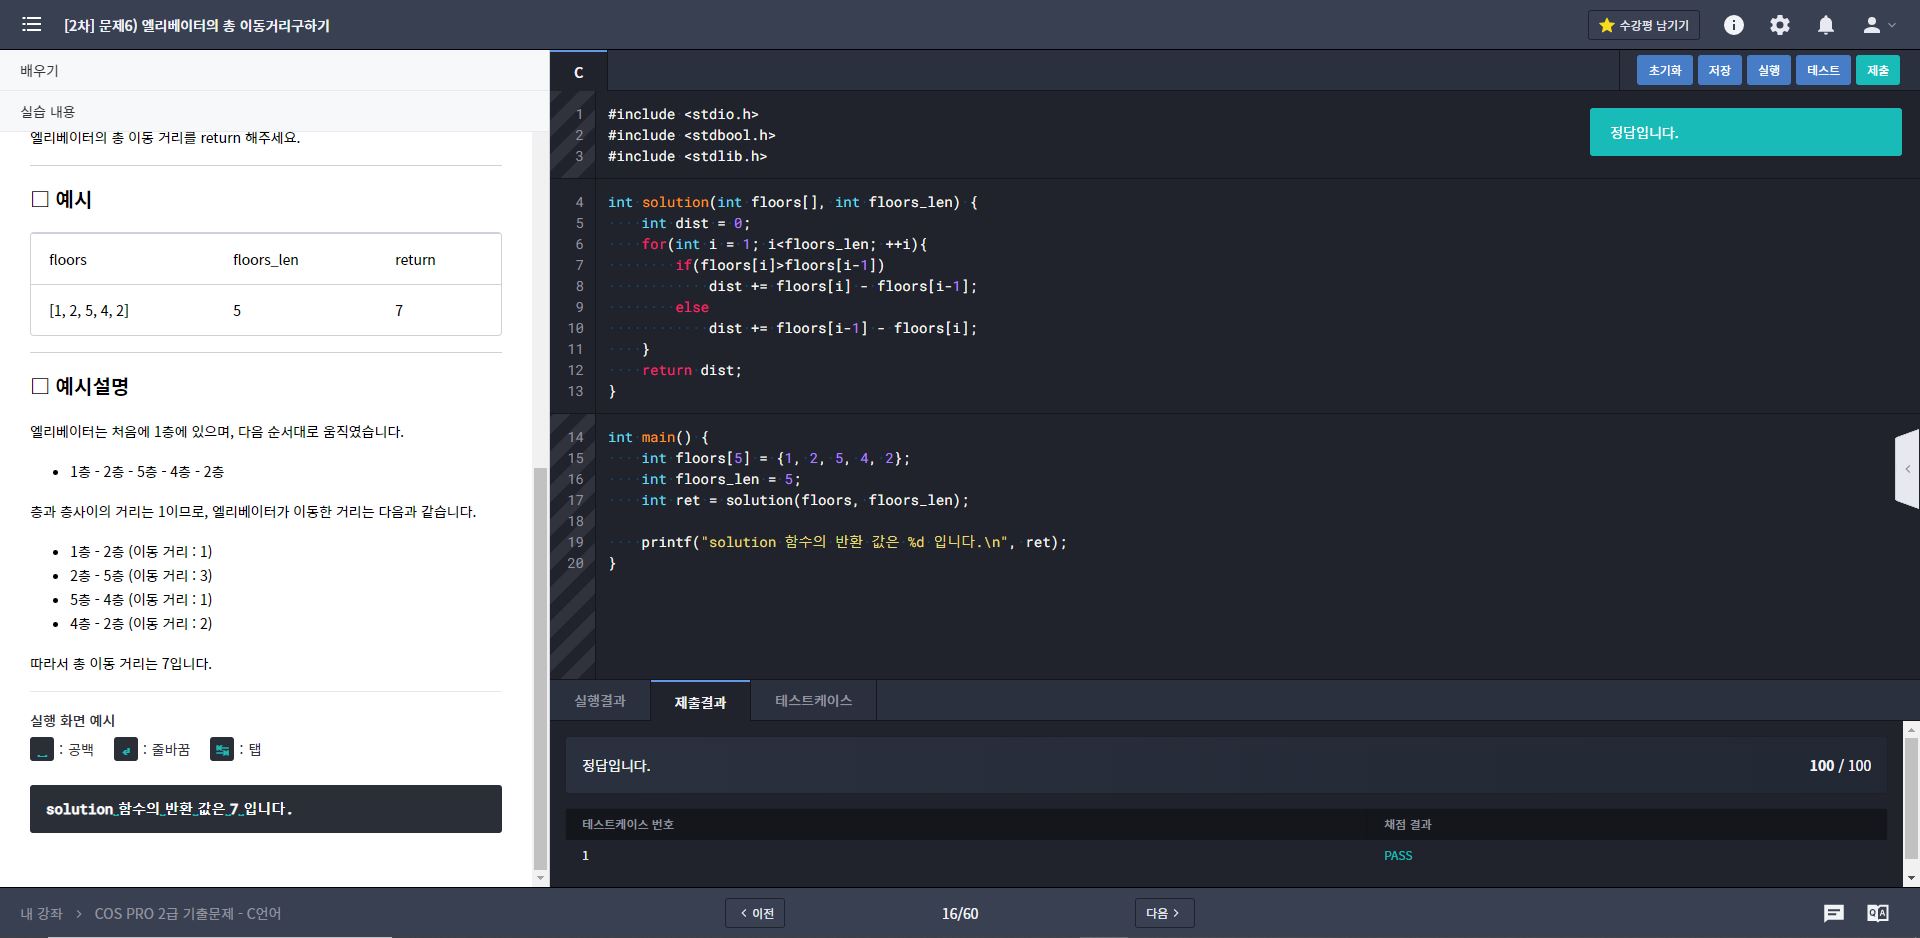 [2차] 문제6) 엘리베이터의 총 이동거리구하기
수강평 남기기
배우기
실습 내용
엘리베이터의 총 이동 거리를 return 해주세요.
예시
floors floors_len return
[1, 2, 5, 4, 2] 5 7
예시설명
엘리베이터는 처음에 1층에 있으며, 다음 순서대로 움직였습니다.
• 1층 - 2층 - 5층 - 4층 - 2층
층과 층사이의 거리는 1이므로, 엘리베이터가 이동한 거리는 다음과 같습니다.
• 1층 - 2층 (이동 거리 : 1)
• 2층 - 5층 (이동 거리 : 3)
• 5층 - 4층 (이동 거리 : 1)
• 4층 - 2층 (이동 거리 : 2)
따라서 총 이동 거리는 7입니다.
실행 화면 예시
: 공백 : 줄바꿈 : 탭
solution_함수의_반환_값은_7_입니다.
C
초기화 저장 실행 테스트 제출
정답입니다.
1 #include <stdio.h>
2 #include <stdbool.h>
3 #include <stdlib.h>
4 int solution(int floors[], int floors_len) {
5 int dist = 0;
6 for(int i = 1; i<floors_len; ++i){
7 if(floors[i]>floors[i-1])
8 dist += floors[i] - floors[i-1];
9 else
10 dist += floors[i-1] - floors[i];
11 }
12 return dist;
13 }
14 int main() {
15 int floors[5] = {1, 2, 5, 4, 2};
16 int floors_len = 5;
17 int ret = solution(floors, floors_len);
18
19 printf("solution 함수의 반환 값은 %d 입니다.\n", ret);
20 }
실행결과 제출결과 테스트케이스
정답입니다. 100 / 100
테스트케이스 번호 채점 결과
1 PASS
내 강좌 > COS PRO 2급 기출문제 - C언어
< 이전 16/60 다음 >
Q A